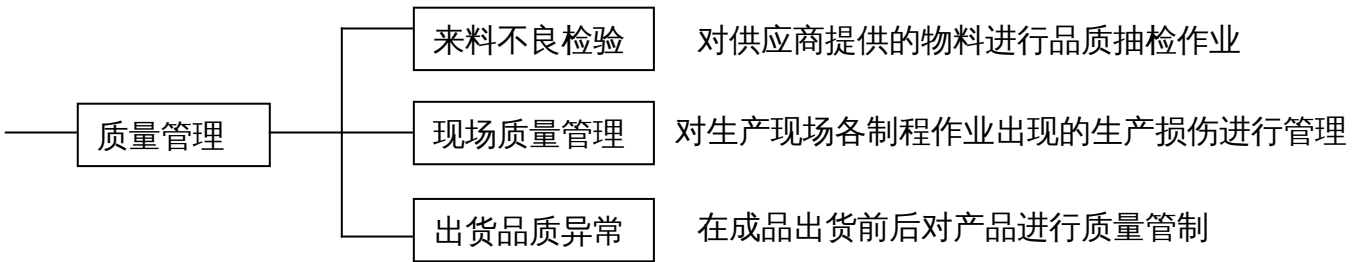 来料不良检验 对供应商提供的物料进行品质抽检作业
质量管理 现场质量管理 对生产现场各制程作业出现的生产损伤进行管理
出货品质异常 在成品出货前后对产品进行质量管制